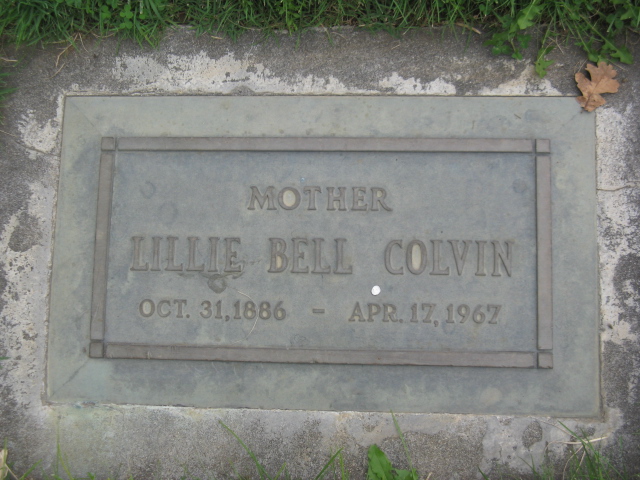 MOTHER
LILLIE BELL COLVIN
OCT. 31, 1886 - APR. 17, 1967